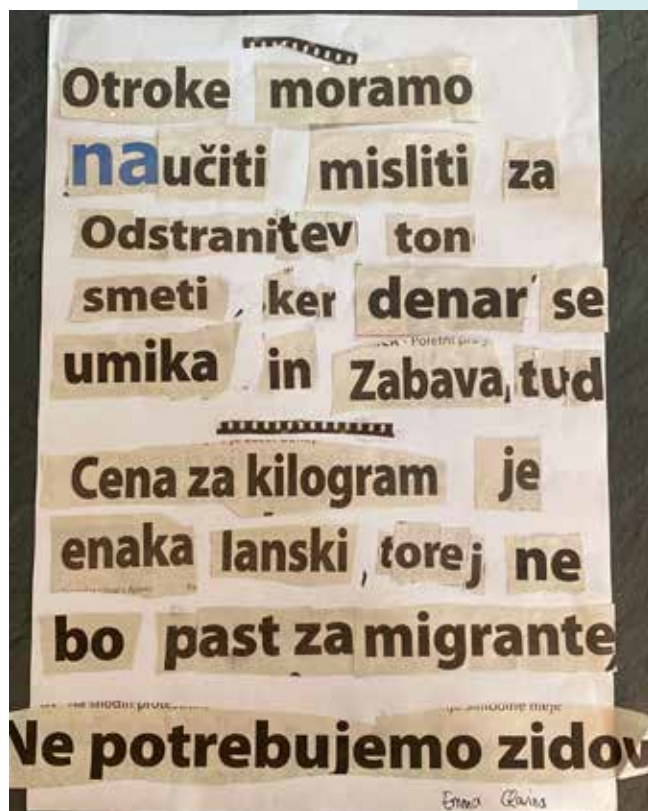 Otroke moramo
naučiti misliti za
Odstranitev ton
smeti, ker denar se
umika in Zabava, tud
Cena za kilogram je
enaka lanski, torej ne
bo past za migrante,
Ne potrebujemo zidov
Emma